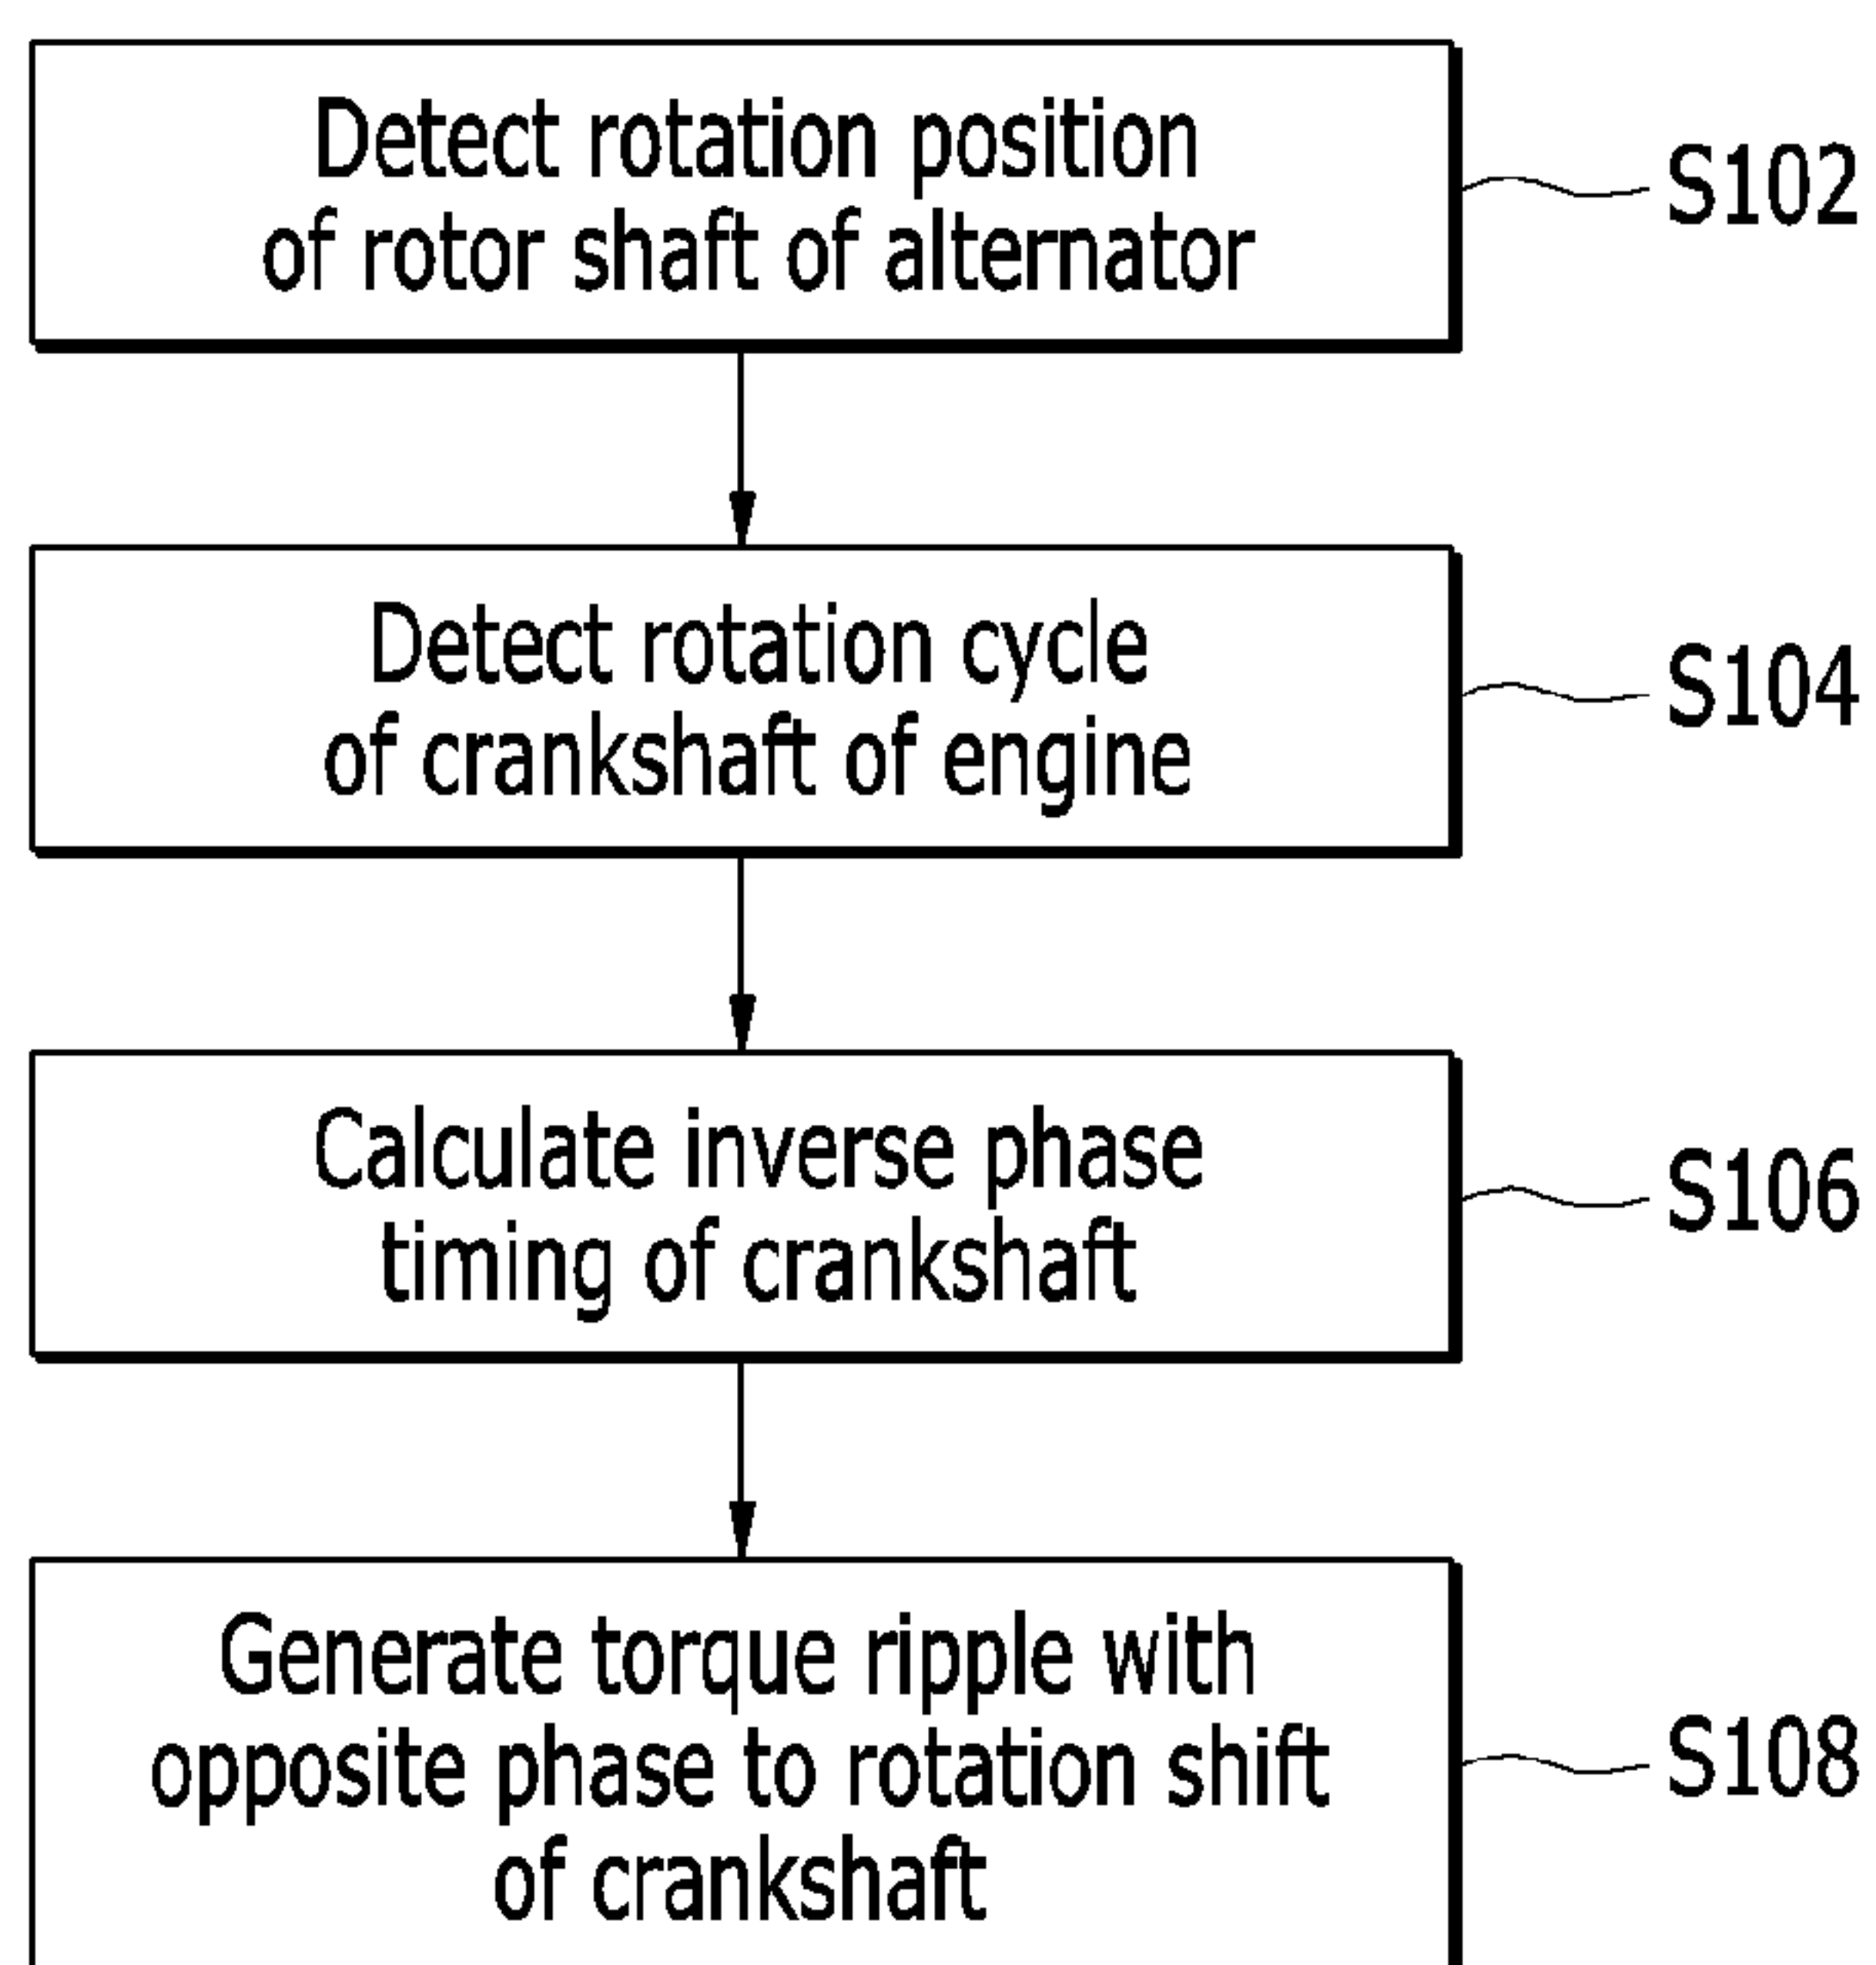 Detect rotation position
of rotor shaft of alternator
S102
Detect rotation cycle
of crankshaft of engine
S104
Calculate inverse phase
timing of crankshaft
S106
Generate torque ripple with
opposite phase to rotation shift
of crankshaft
S108